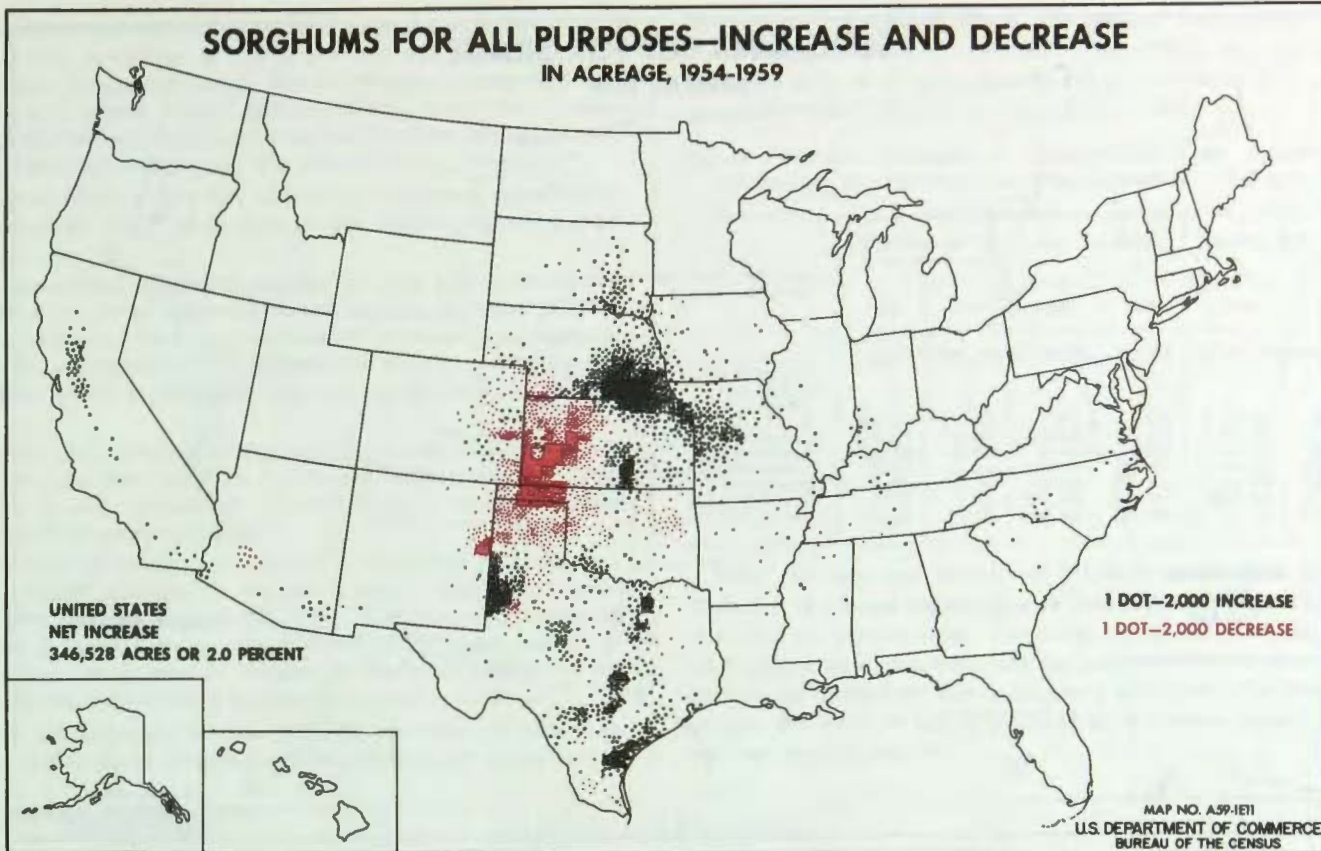 SORGHUMS FOR ALL PURPOSES—INCREASE AND DECREASE
IN ACREAGE, 1954-1959
UNITED STATES
NET INCREASE
346,528 ACRES OR 2.0 PERCENT
1 DOT—2,000 INCREASE
1 DOT—2,000 DECREASE
MAP NO. A59-IE11
U.S. DEPARTMENT OF COMMERCE
BUREAU OF THE CENSUS